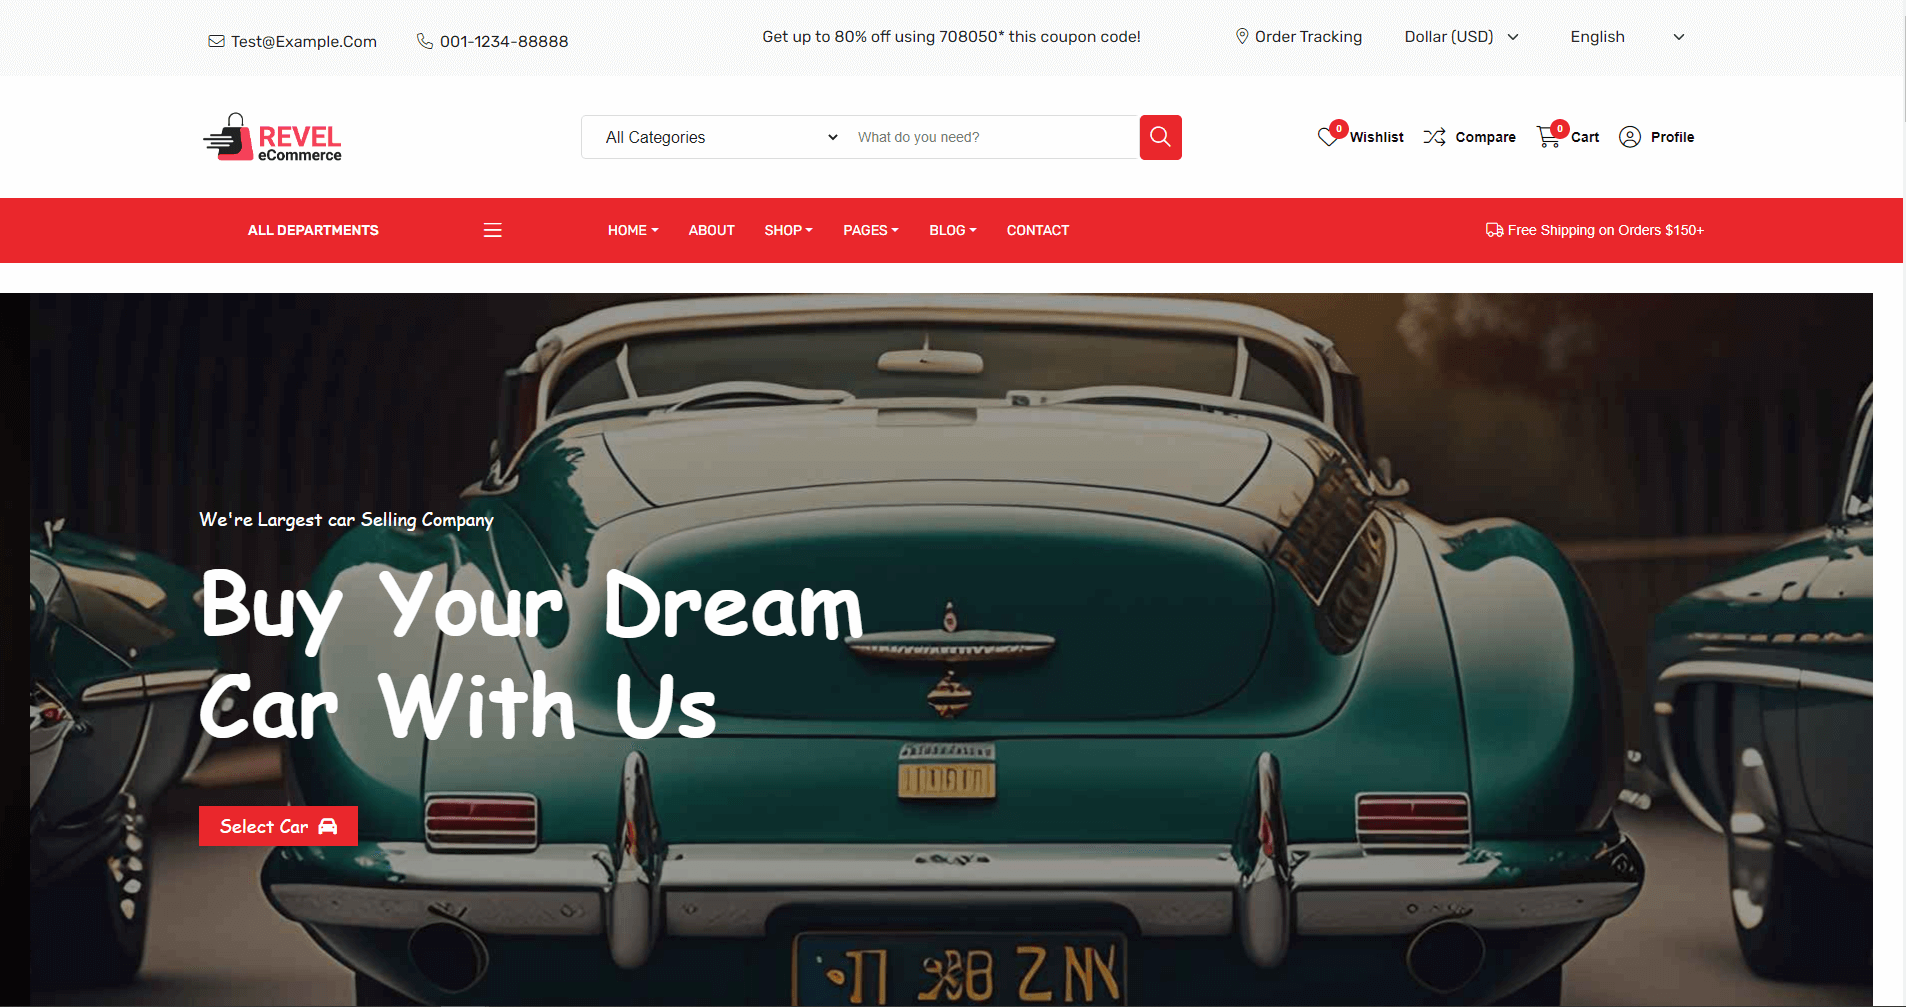 Test@Example.Com
001-1234-88888
Get up to 80% off using 708050* this coupon code!
Order Tracking
Dollar (USD)
English
REVEL
eCommerce
All Categories
What do you need?
0
Wishlist
Compare
0
Cart
Profile
ALL DEPARTMENTS
HOME
ABOUT
SHOP
PAGES
BLOG
CONTACT
Free Shipping on Orders $150+
We're Largest car Selling Company
Buy Your Dream
Car With Us
Select Car